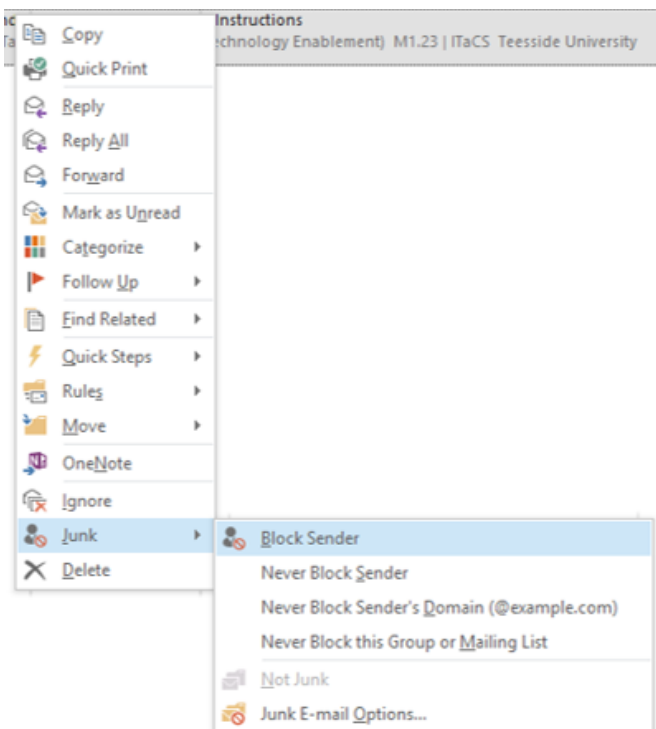 Instructions
echnology Enablement) M1.23 | ITaCS Teesside University
Copy
Quick Print
Reply
Reply All
Forward
Mark as Unread
Categorize
Follow Up
Find Related
Quick Steps
Rules
Move
OneNote
Ignore
Junk
Delete
Block Sender
Never Block Sender
Never Block Sender's Domain (@example.com)
Never Block this Group or Mailing List
Not Junk
Junk E-mail Options...